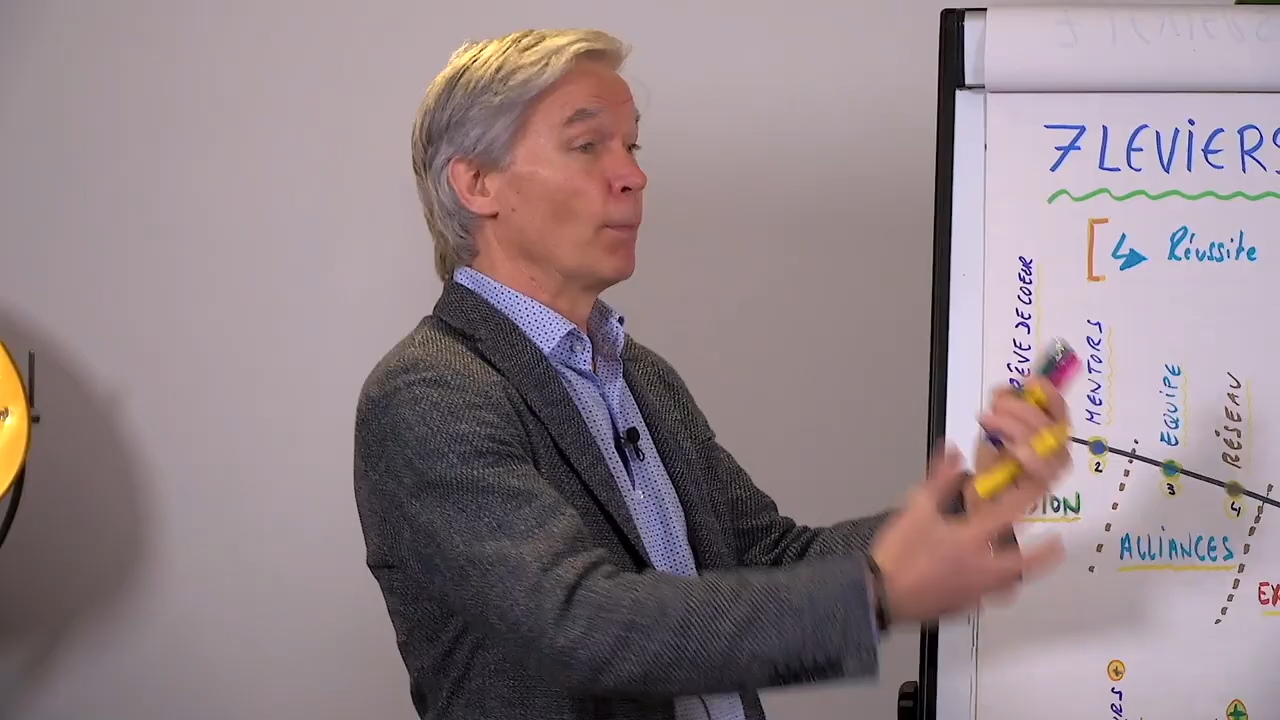 7 LEVIERS
Réussite
RÊVE DE COEUR
MENTORS
EQUIPE
RÉSEAU
2
3
4
ALLIANCES